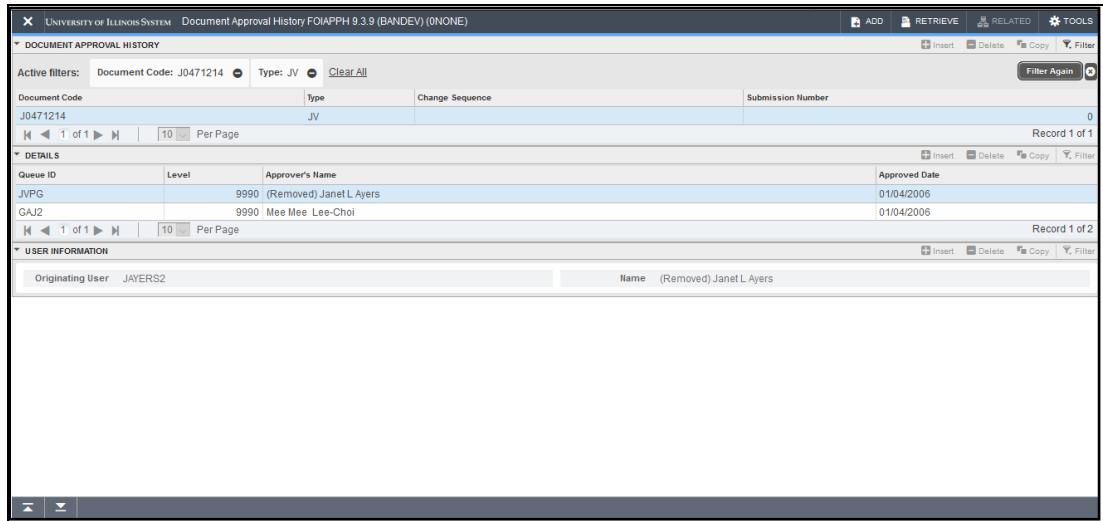 UNIVERSITY OF ILLINOIS SYSTEM Document Approval History FOIAPPH 9.3.9 (BANDEV) (0NONE) ADD RETRIEVE RELATED TOOLS
DOCUMENT APPROVAL HISTORY Insert Delete Copy Filter
Active filters: Document Code: J0471214 Type: JV Clear All Filter Again
Document Code Type Change Sequence Submission Number
J0471214 JV 0
1 of 1 10 Per Page Record 1 of 1
DETAILS Insert Delete Copy Filter
Queue ID Level Approver's Name Approved Date
JVPG 9990 (Removed) Janet L Ayers 01/04/2006
GAJ2 9990 Mee Mee Lee-Choi 01/04/2006
1 of 1 10 Per Page Record 1 of 2
USER INFORMATION Insert Delete Copy Filter
Originating User JAYERS2 Name (Removed) Janet L Ayers